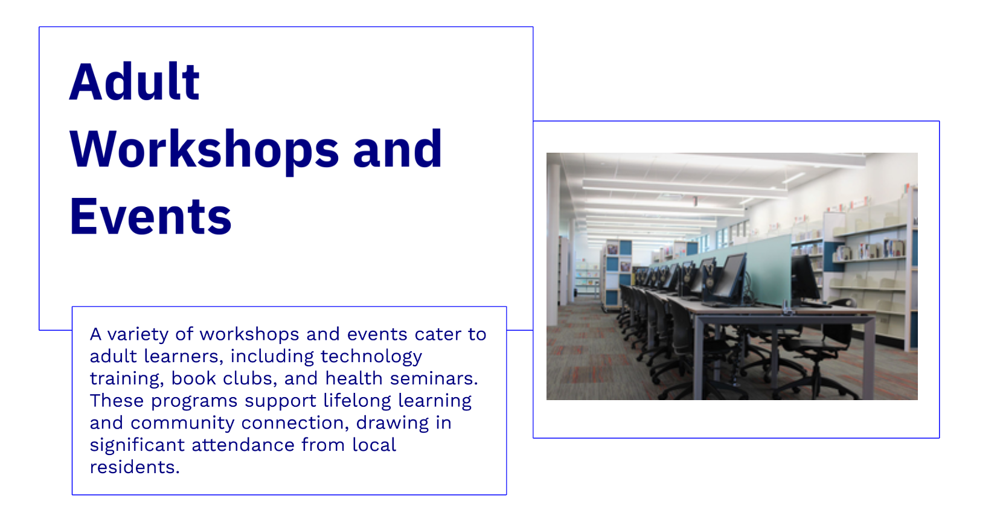 Adult
Workshops and
Events
A variety of workshops and events cater to
adult learners, including technology
training, book clubs, and health seminars.
These programs support lifelong learning
and community connection, drawing in
significant attendance from local
residents.